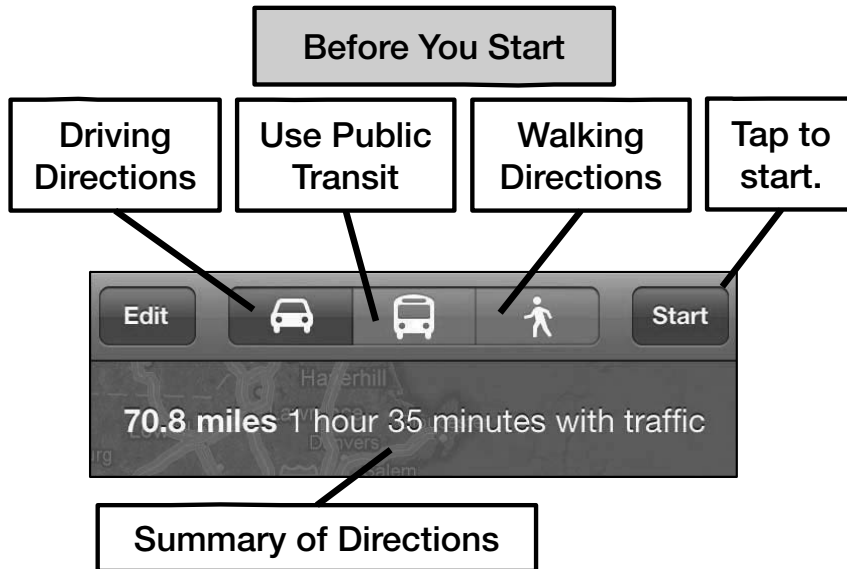 Before You Start
Driving
Directions
Use Public
Transit
Walking
Directions
Tap to
start.
Edit
Start
Haverhill
70.8 miles 1 hour 35 minutes with traffic
Danvers
Salem
Summary of Directions